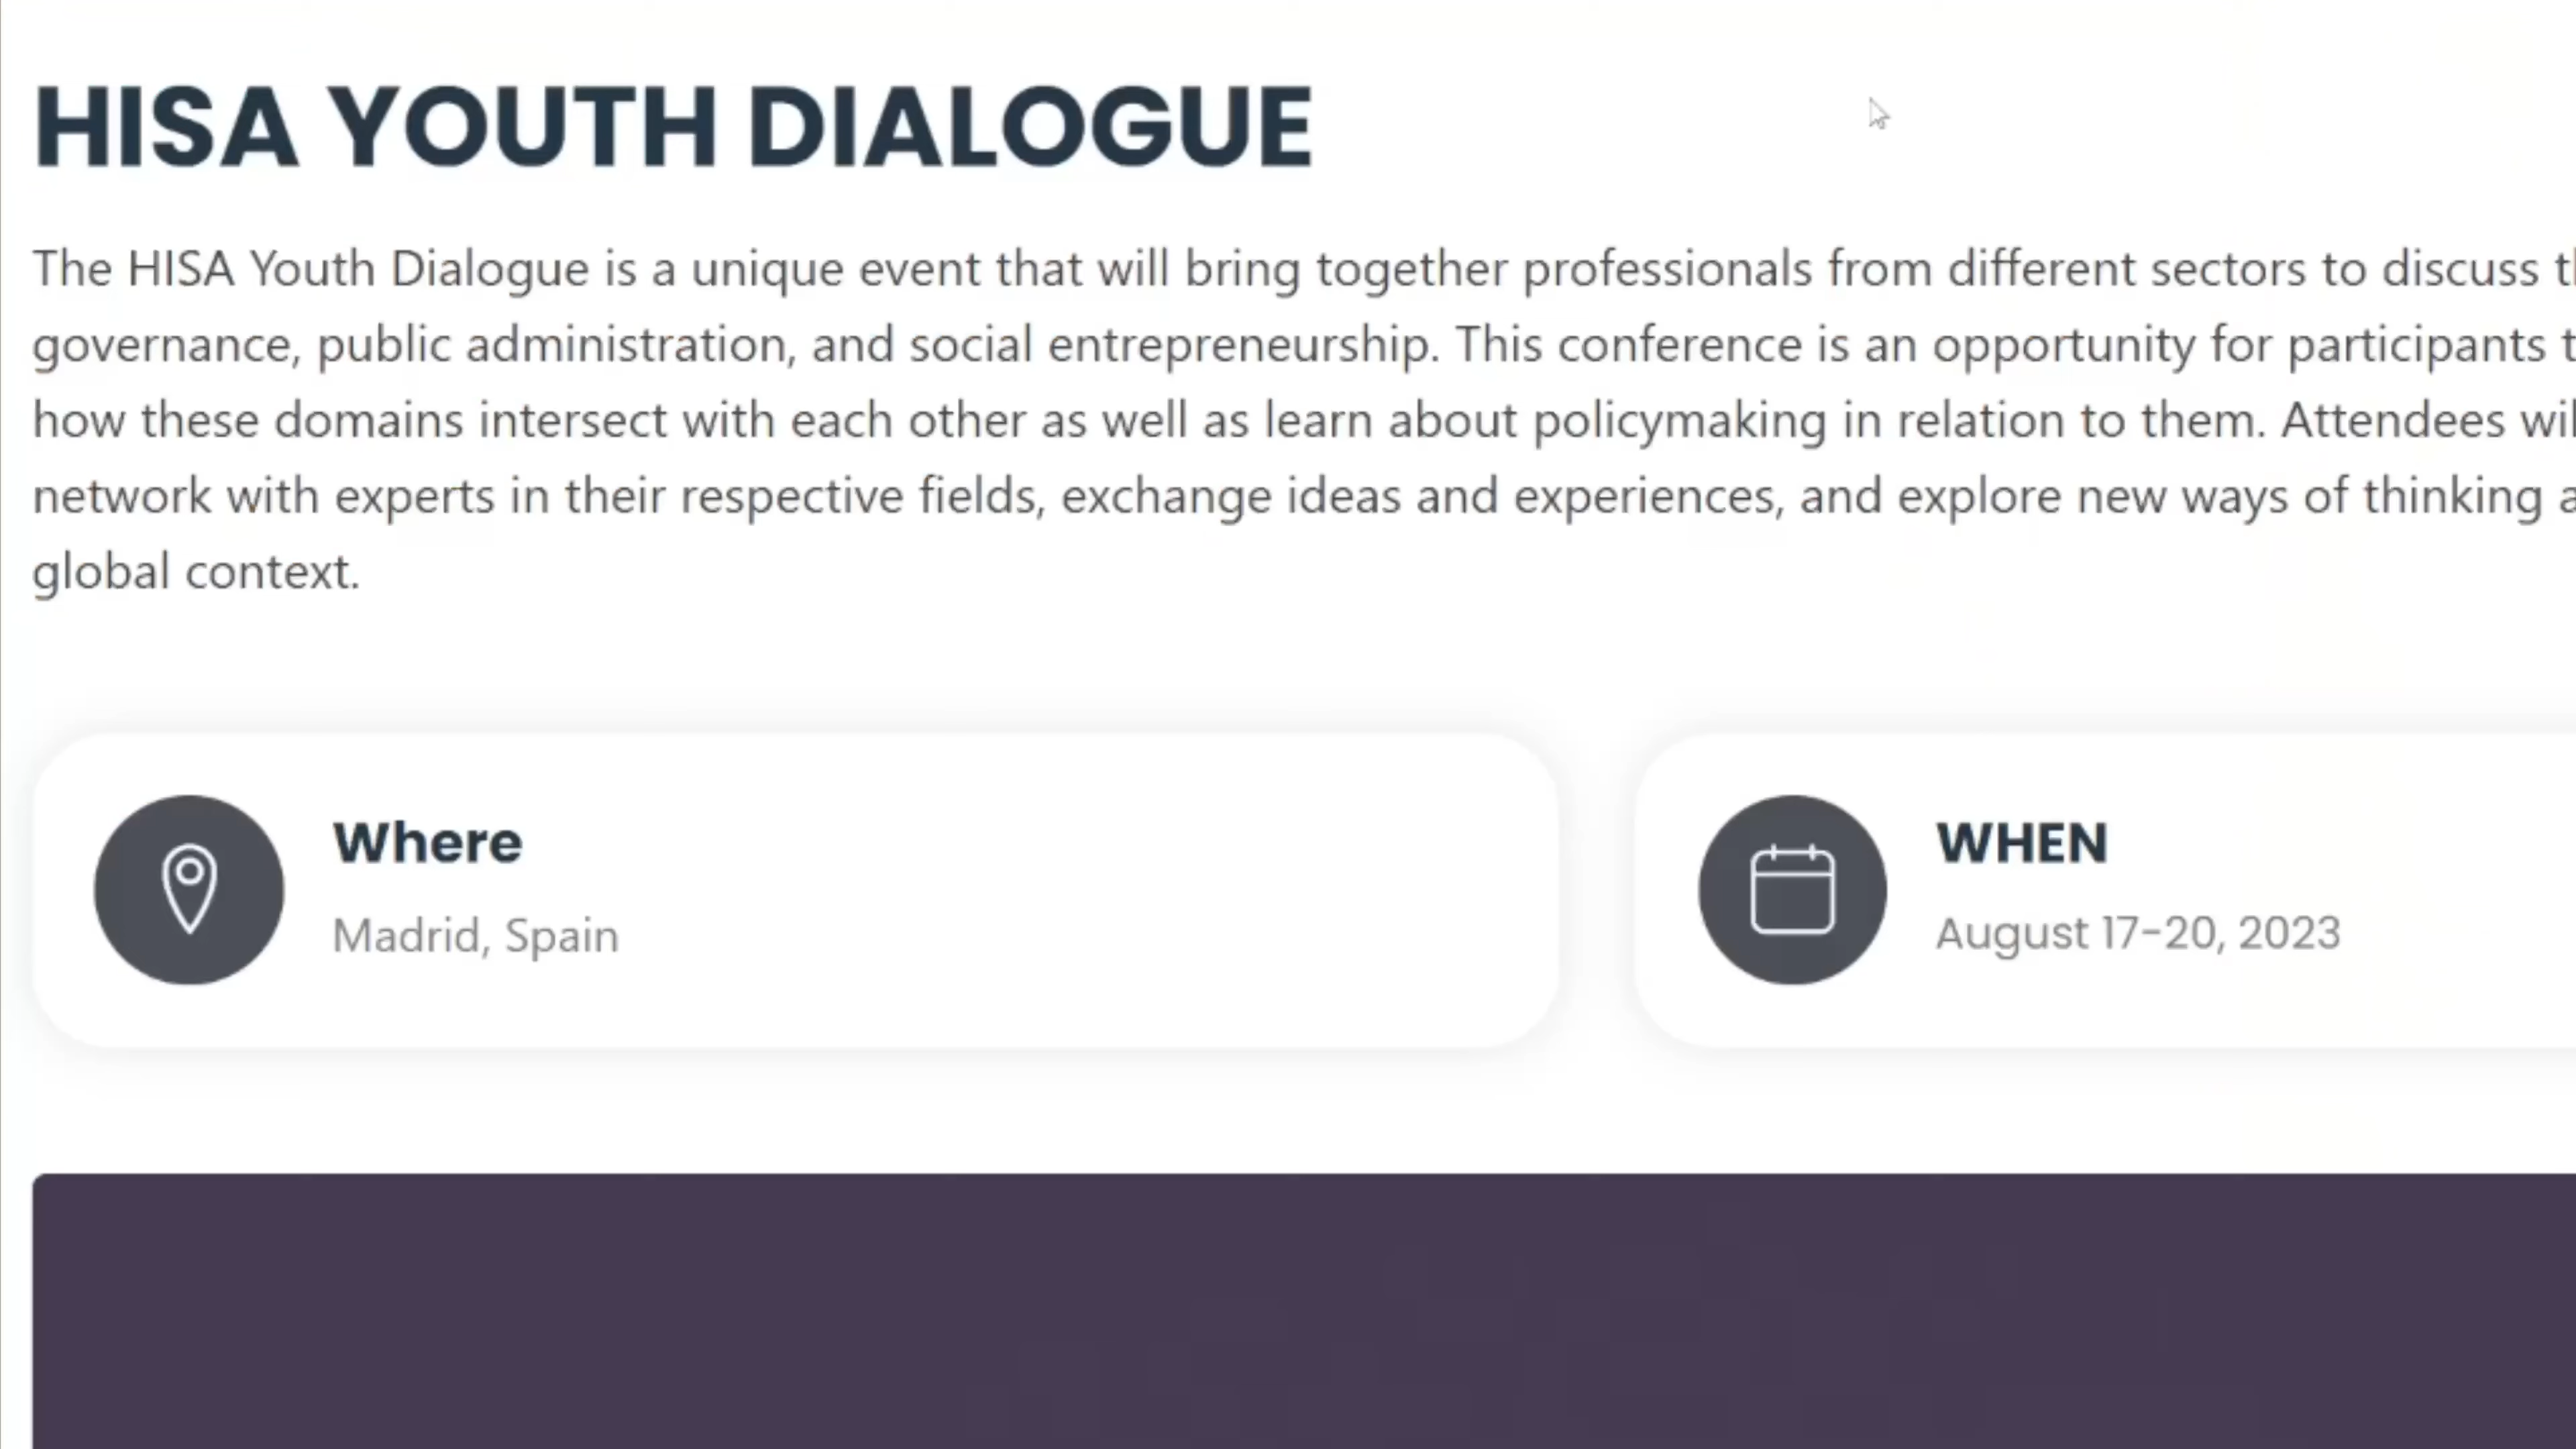 HISA YOUTH DIALOGUE
The HISA Youth Dialogue is a unique event that will bring together professionals from different sectors to discuss
governance, public administration, and social entrepreneurship. This conference is an opportunity for participants
how these domains intersect with each other as well as learn about policymaking in relation to them. Attendees
network with experts in their respective fields, exchange ideas and experiences, and explore new ways of thinking
global context.
Where
Madrid, Spain
WHEN
August 17-20, 2023